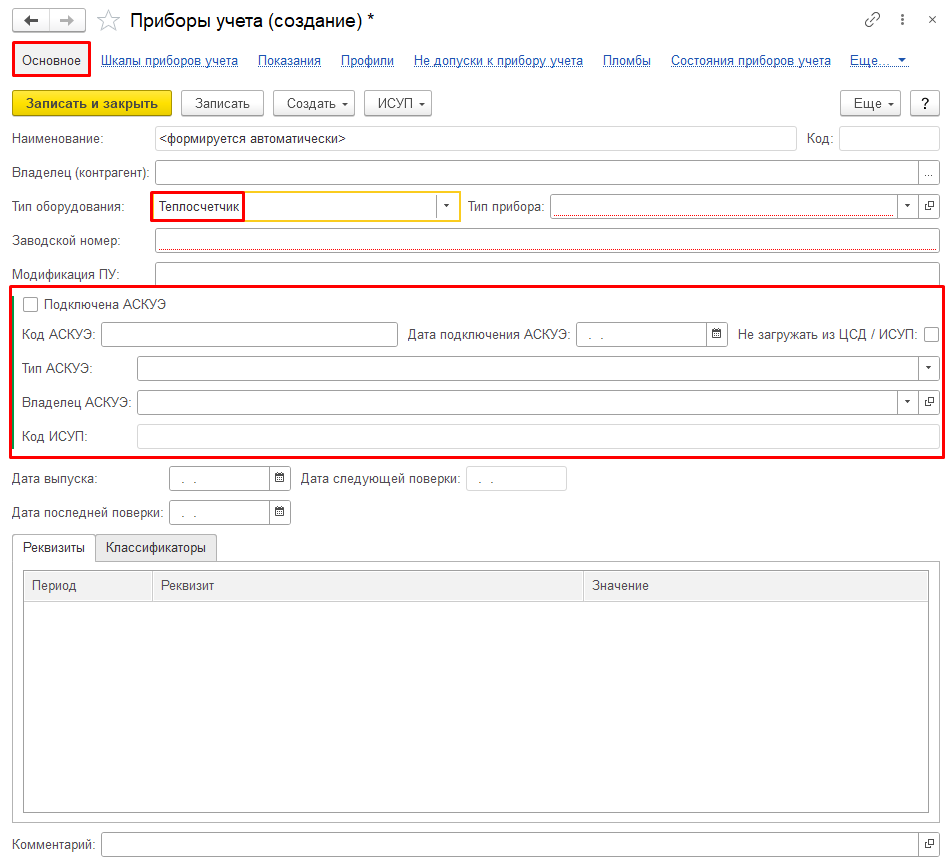 Приборы учета (создание) *
Основное Шкалы приборов учета Показания Профили Не допуски к прибору учета Пломбы Состояния приборов учета Еще...
Записать и закрыть Записать Создать ИСУП Еще ?
Наименование: <формируется автоматически> Код:
Владелец (контрагент): ...
Тип оборудования: Теплосчетчик Тип прибора:
Заводской номер:
Модификация ПУ:
Подключена АСКУЭ
Код АСКУЭ: Дата подключения АСКУЭ: . . Не загружать из ЦСД / ИСУП:
Тип АСКУЭ:
Владелец АСКУЭ:
Код ИСУП:
Дата выпуска: . . Дата следующей поверки: . .
Дата последней поверки: . .
Реквизиты Классификаторы
Период Реквизит Значение
Комментарий: